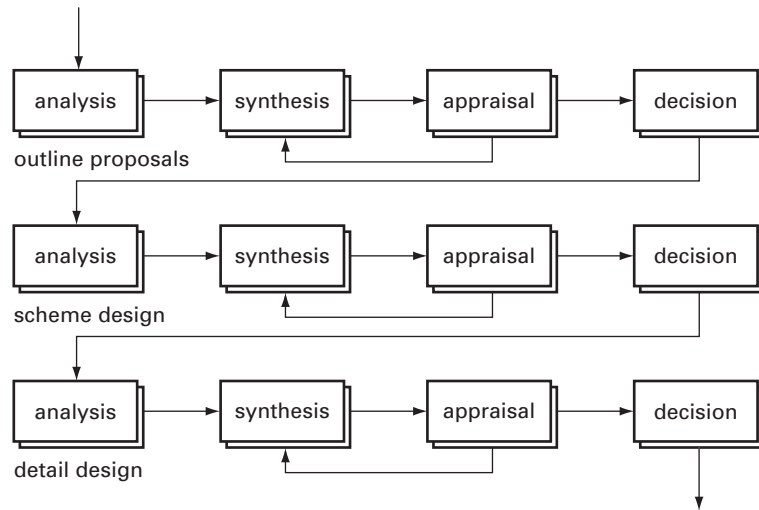 analysis synthesis appraisal decision
outline proposals
analysis synthesis appraisal decision
scheme design
analysis synthesis appraisal decision
detail design